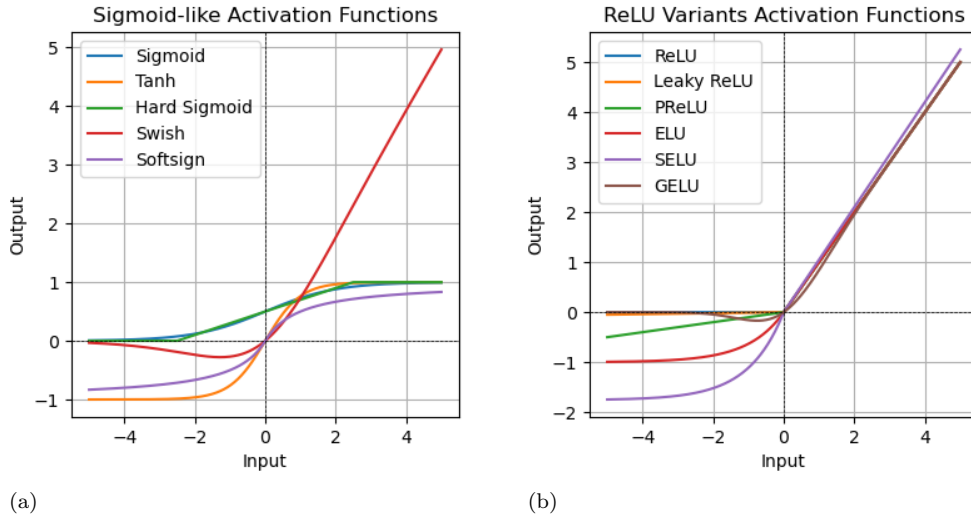 Sigmoid-like Activation Functions
5
4
3
2
1
0
−1
Output
Sigmoid
Tanh
Hard Sigmoid
Swish
Softsign
−4
−2
0
2
4
Input
(a)
ReLU Variants Activation Functions
5
4
3
2
1
0
−1
−2
Output
ReLU
Leaky ReLU
PReLU
ELU
SELU
GELU
−4
−2
0
2
4
Input
(b)